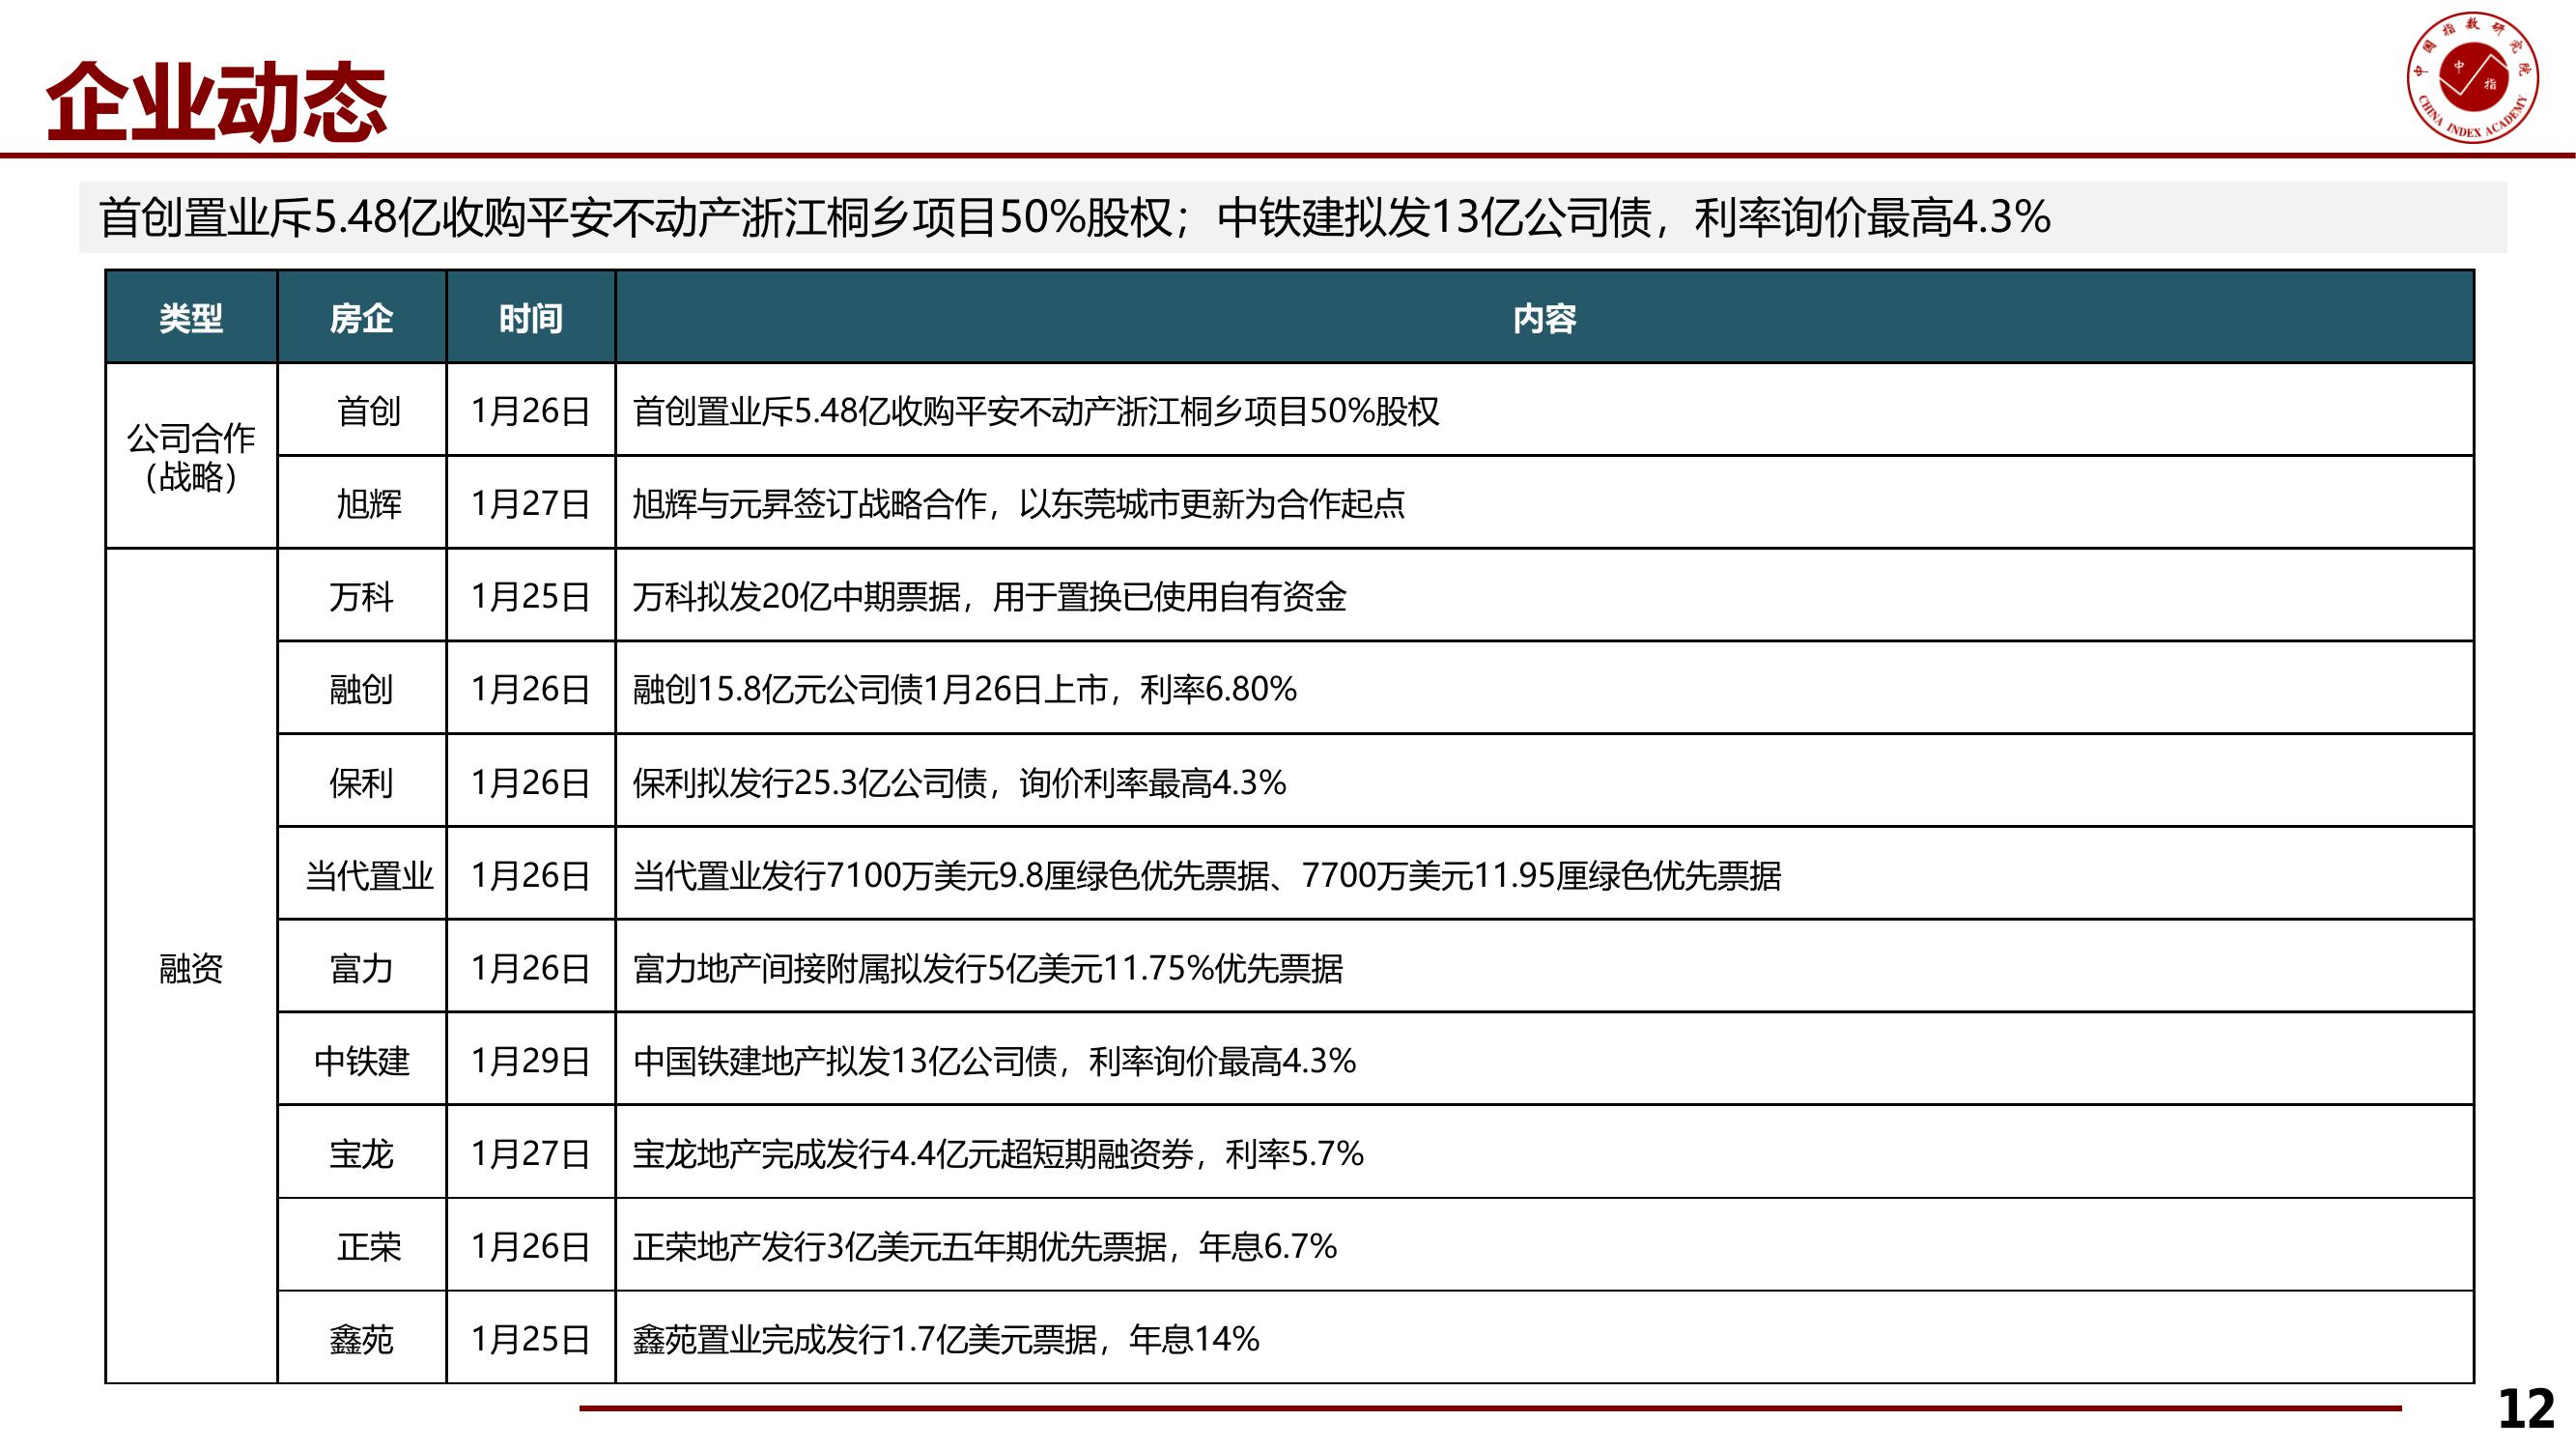 企业动态
中国指数研究院
中指
CHINA INDEX ACADEMY
首创置业斥5.48亿收购平安不动产浙江桐乡项目50%股权；中铁建拟发13亿公司债，利率询价最高4.3%
类型 房企 时间 内容
公司合作
（战略）
首创 1月26日 首创置业斥5.48亿收购平安不动产浙江桐乡项目50%股权
旭辉 1月27日 旭辉与元昇签订战略合作，以东莞城市更新为合作起点
融资
万科 1月25日 万科拟发20亿中期票据，用于置换已使用自有资金
融创 1月26日 融创15.8亿元公司债1月26日上市，利率6.80%
保利 1月26日 保利拟发行25.3亿公司债，询价利率最高4.3%
当代置业 1月26日 当代置业发行7100万美元9.8厘绿色优先票据、7700万美元11.95厘绿色优先票据
富力 1月26日 富力地产间接附属拟发行5亿美元11.75%优先票据
中铁建 1月29日 中国铁建地产拟发13亿公司债，利率询价最高4.3%
宝龙 1月27日 宝龙地产完成发行4.4亿元超短期融资券，利率5.7%
正荣 1月26日 正荣地产发行3亿美元五年期优先票据，年息6.7%
鑫苑 1月25日 鑫苑置业完成发行1.7亿美元票据，年息14%
12